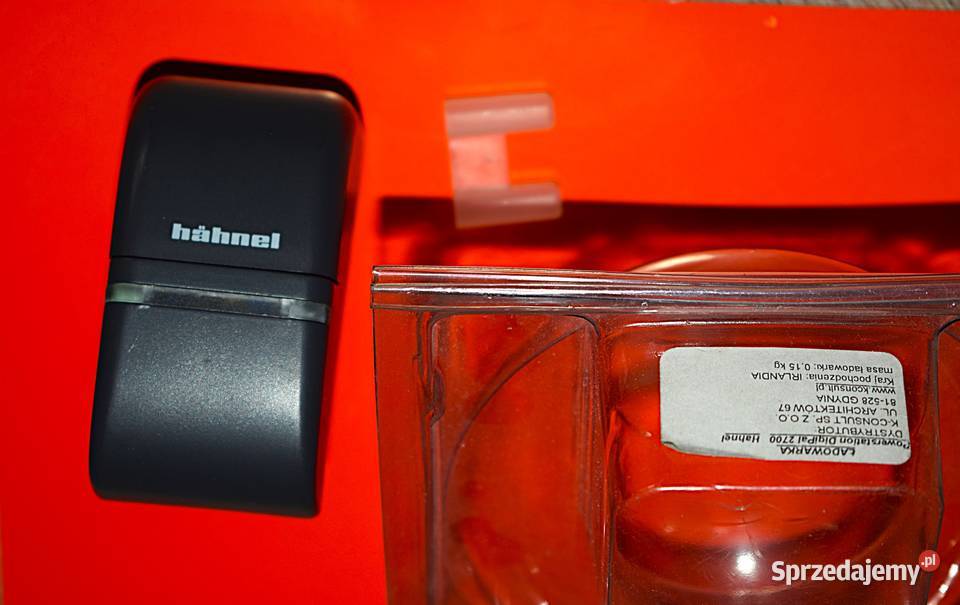 hähnel
ŁADOWARKA
Powerstation DigiPal 2700 Hahnel
DYSTRYBUTOR:
K-CONSULT SP. Z O.O.
UL. ARCHITEKTÓW 67
81-528 GDYNIA
www.kconsult.pl
Kraj pochodzenia: IRLANDIA
masa ładowarki: 0,15 kg
Sprzedajemy.pl